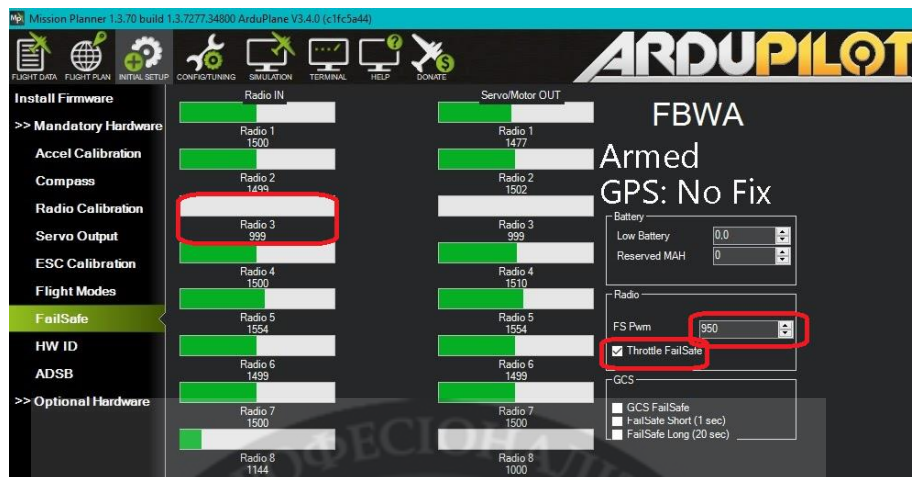 Mission Planner 1.3.70 build 1.3.7277.34800 ArduPlane V3.4.0 (c1fc5a44)
FLIGHT DATA FLIGHT PLAN INITIAL SETUP CONFIG/TUNING SIMULATION TERMINAL HELP DONATE
ARDUPILOT
Install Firmware
>> Mandatory Hardware
Accel Calibration
Compass
Radio Calibration
Servo Output
ESC Calibration
Flight Modes
FailSafe
HW ID
ADSB
>> Optional Hardware
Radio IN
Radio 1
1500
Radio 2
1499
Radio 3
999
Radio 4
1500
Radio 5
1554
Radio 6
1499
Radio 7
1500
Radio 8
1144
Servo/Motor OUT
Radio 1
1477
Radio 2
1502
Radio 3
999
Radio 4
1510
Radio 5
1554
Radio 6
1499
Radio 7
1500
Radio 8
1000
FBWA
Armed
GPS: No Fix
Battery
Low Battery 0.0
Reserved MAH 0
Radio
FS Pwm 950
Throttle FailSafe
GCS
GCS FailSafe
FailSafe Short (1 sec)
FailSafe Long (20 sec)